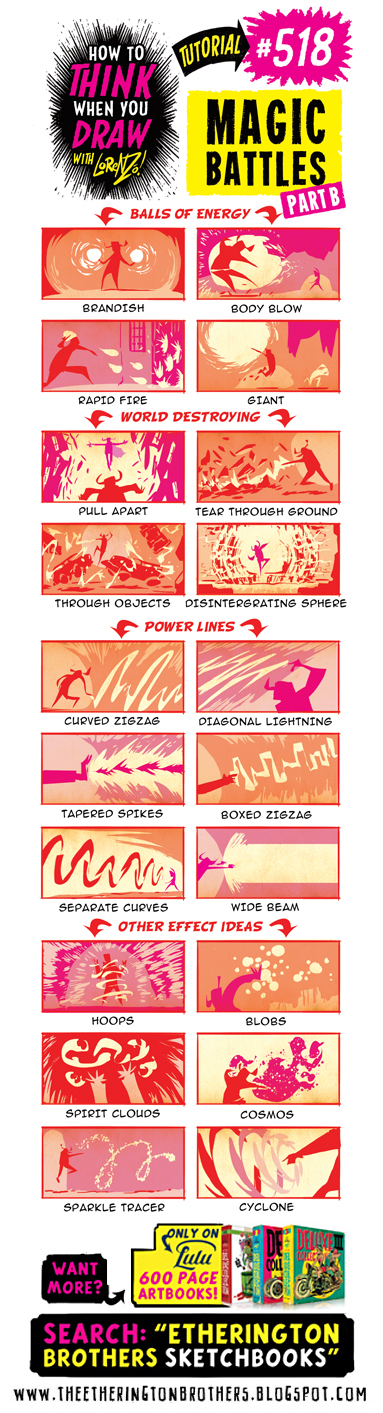 HOW TO
THINK
WHEN YOU
DRAW
WITH LORENZO!
TUTORIAL
#518
MAGIC
BATTLES
PART B
BALLS OF ENERGY
BRANDISH
BODY BLOW
RAPID FIRE
GIANT
WORLD DESTROYING
PULL APART
TEAR THROUGH GROUND
THROUGH OBJECTS
DISINTERGRATING SPHERE
POWER LINES
CURVED ZIGZAG
DIAGONAL LIGHTNING
TAPERED SPIKES
BOXED ZIGZAG
SEPARATE CURVES
WIDE BEAM
OTHER EFFECT IDEAS
HOOPS
BLOBS
SPIRIT CLOUDS
COSMOS
SPARKLE TRACER
CYCLONE
WANT
MORE?
ONLY ON
Lulu
600 PAGE
ARTBOOKS!
DELUXE III
SEARCH: “ETHERINGTON
BROTHERS SKETCHBOOKS”
WWW.THEETHERINGTONBROTHERS.BLOGSPOT.COM